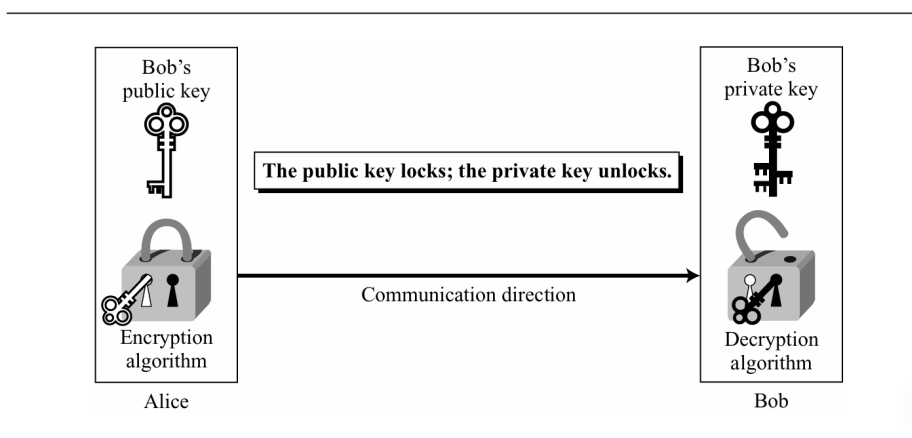 Bob's
public key
Bob's
private key
The public key locks; the private key unlocks.
Communication direction
Encryption
algorithm
Decryption
algorithm
Alice
Bob